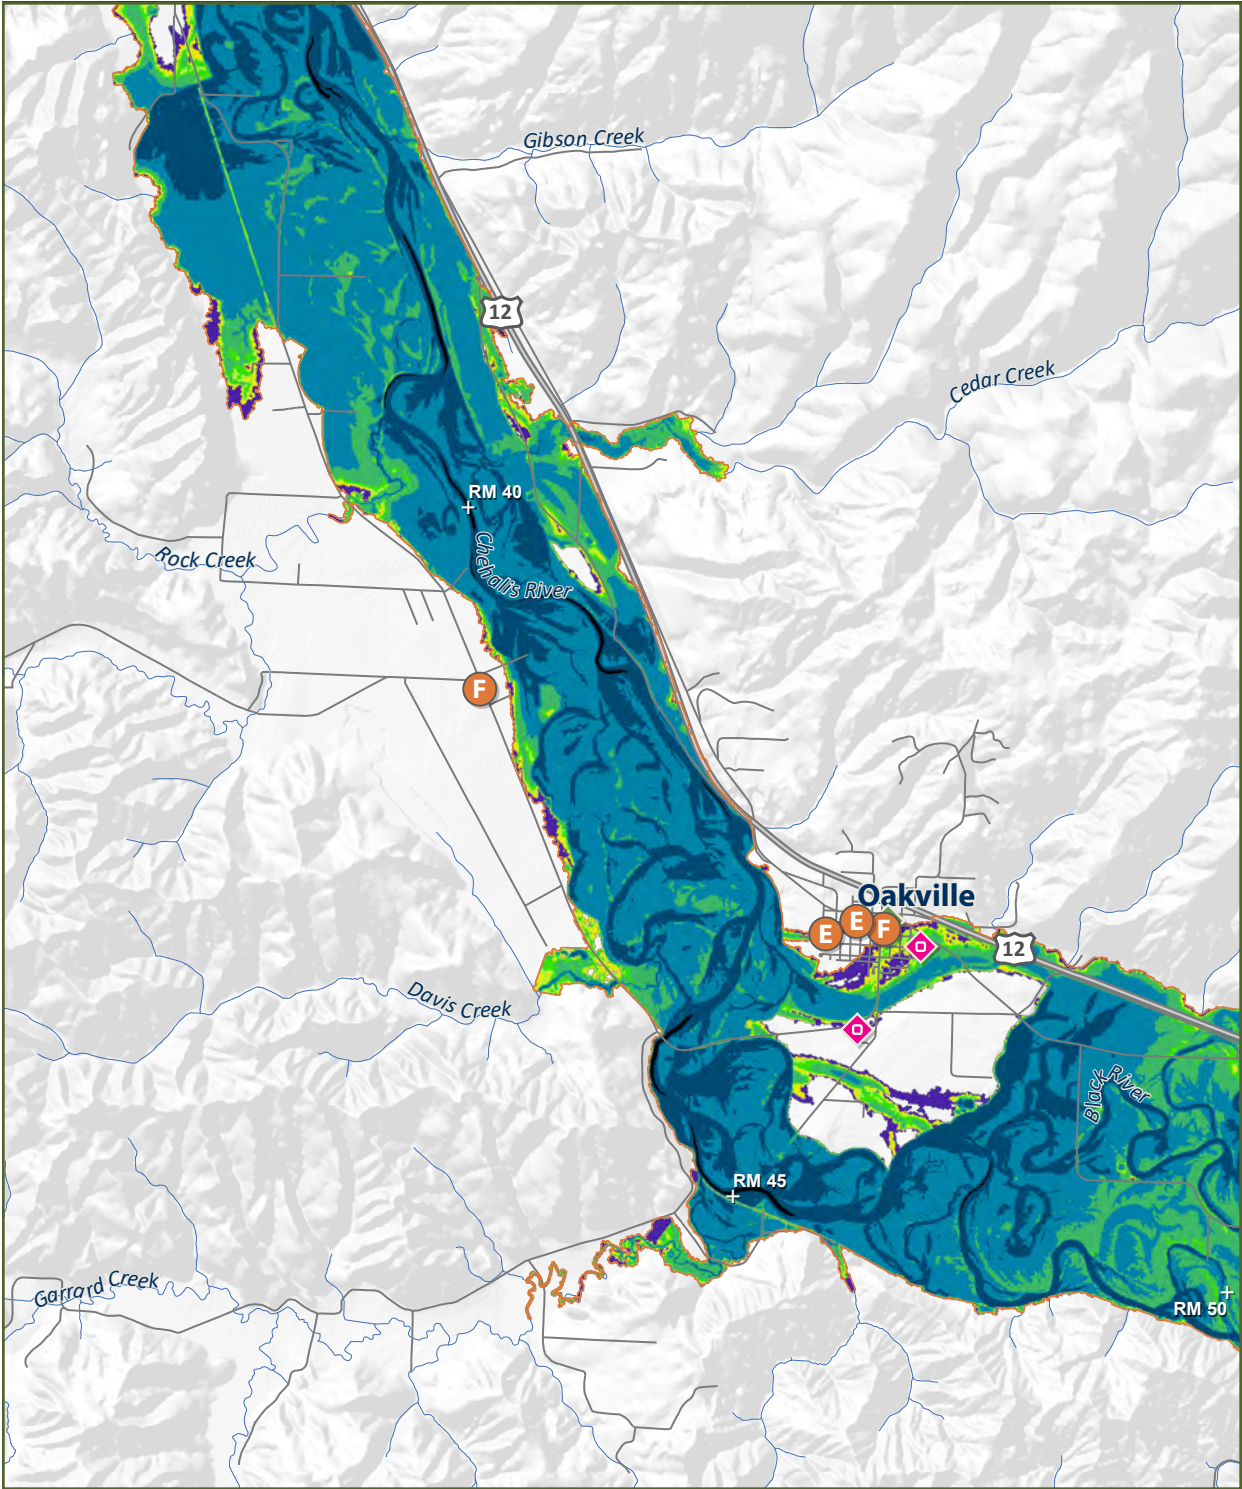 Gibson Creek
12
Cedar Creek
RM 40
Rock Creek
Chehalis River
F
Oakville
E
E
F
12
Davis Creek
Black River
RM 45
Garrard Creek
RM 50